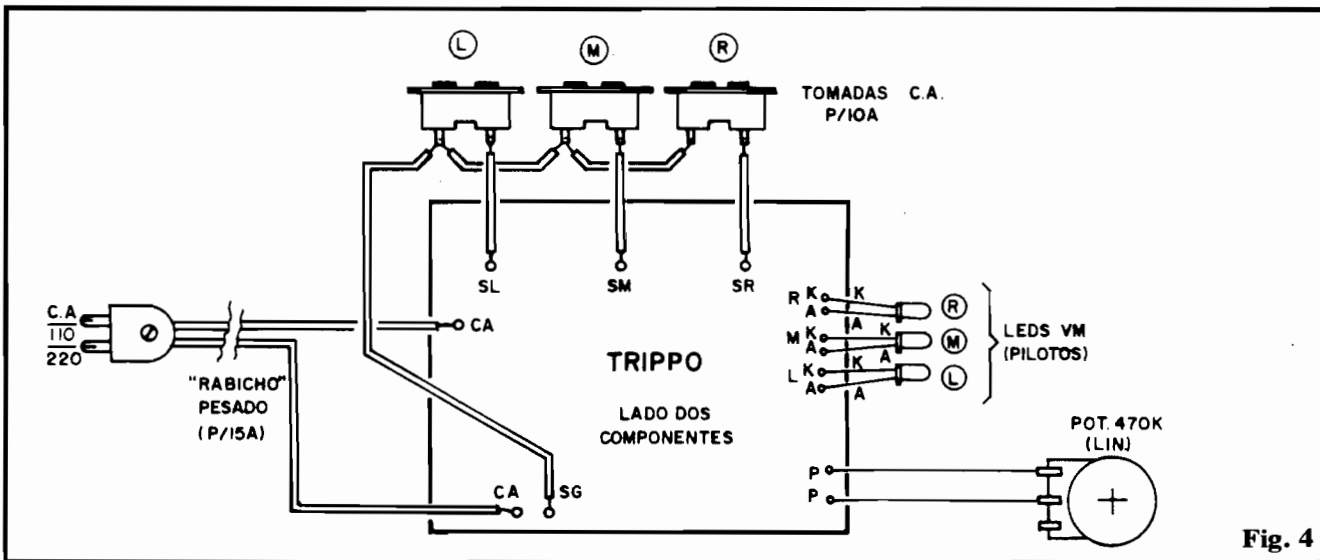 L
M
R
TOMADAS C.A.
P/10A
SL
SM
SR
C.A
110
220
CA
"RABICHO"
PESADO
(P/15A)
TRIPPO
LADO DOS
COMPONENTES
R K K
A A
R
M K K
A A
M
L K K
A A
L
LEDS VM
(PILOTOS)
POT. 470K
(LIN.)
P
P
CA
SG
Fig. 4